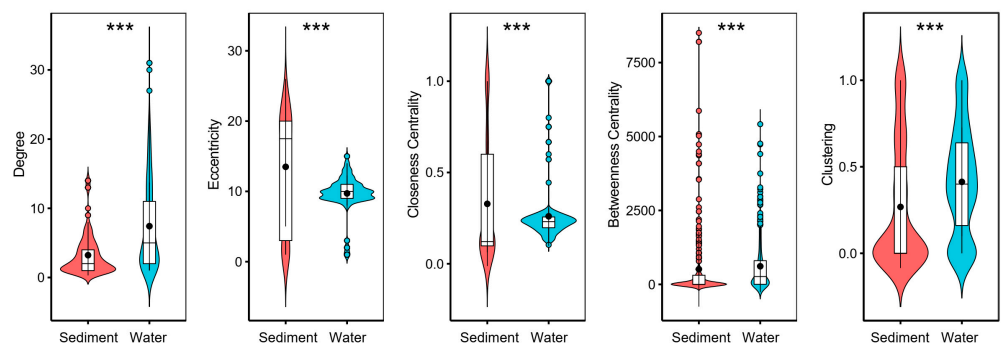 Degree
30
20
10
0
***
Sediment Water
Eccentricity
30
20
10
0
***
Sediment Water
Closeness Centrality
1.0
0.5
0.0
***
Sediment Water
Betweenness Centrality
7500
5000
2500
0
***
Sediment Water
Clustering
1.0
0.5
0.0
***
Sediment Water